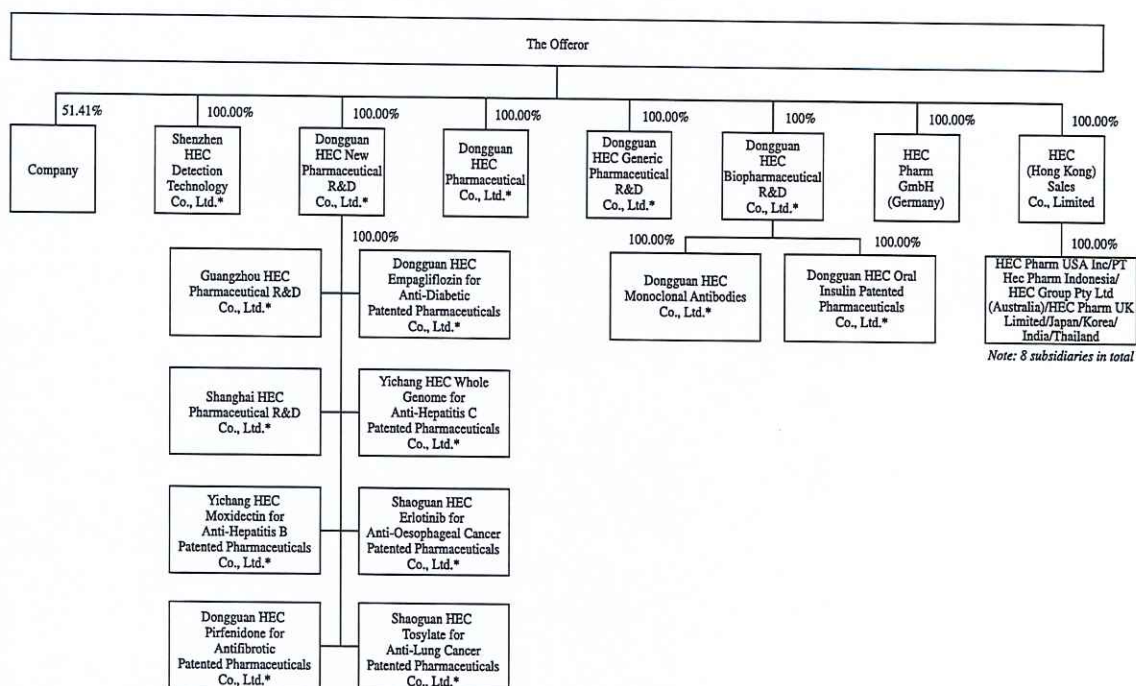 The Offeror
51.41%
100.00%
100.00%
100.00%
100.00%
100%
100.00%
100.00%
Company
Shenzhen
HEC
Detection
Technology
Co., Ltd.*
Dongguan
HEC New
Pharmaceutical
R&D
Co., Ltd.*
Dongguan
HEC
Pharmaceutical
Co., Ltd.*
Dongguan
HEC Generic
Pharmaceutical
R&D
Co., Ltd.*
Dongguan
HEC
Biopharmaceutical
R&D
Co., Ltd.*
HEC
Pharm
GmbH
(Germany)
HEC
(Hong Kong)
Sales
Co., Limited
100.00%
100.00%
100.00%
100.00%
Guangzhou HEC
Pharmaceutical R&D
Co., Ltd.*
Dongguan HEC
Empagliflozin for
Anti-Diabetic
Patented Pharmaceuticals
Co., Ltd.*
Dongguan HEC
Monoclonal Antibodies
Co., Ltd.*
Dongguan HEC Oral
Insulin Patented
Pharmaceuticals
Co., Ltd.*
HEC Pharm USA Inc/PT
Hec Pharm Indonesia/
HEC Group Pty Ltd
(Australia)/HEC Pharm UK
Limited/Japan/Korea/
India/Thailand
Note: 8 subsidiaries in total
Shanghai HEC
Pharmaceutical R&D
Co., Ltd.*
Yichang HEC Whole
Genome for
Anti-Hepatitis C
Patented Pharmaceuticals
Co., Ltd.*
Yichang HEC
Moxidectin for
Anti-Hepatitis B
Patented Pharmaceuticals
Co., Ltd.*
Shaoguan HEC
Erlotinib for
Anti-Oesophageal Cancer
Patented Pharmaceuticals
Co., Ltd.*
Dongguan HEC
Pirfenidone for
Antifibrotic
Patented Pharmaceuticals
Co., Ltd.*
Shaoguan HEC
Tosylate for
Anti-Lung Cancer
Patented Pharmaceuticals
Co., Ltd.*